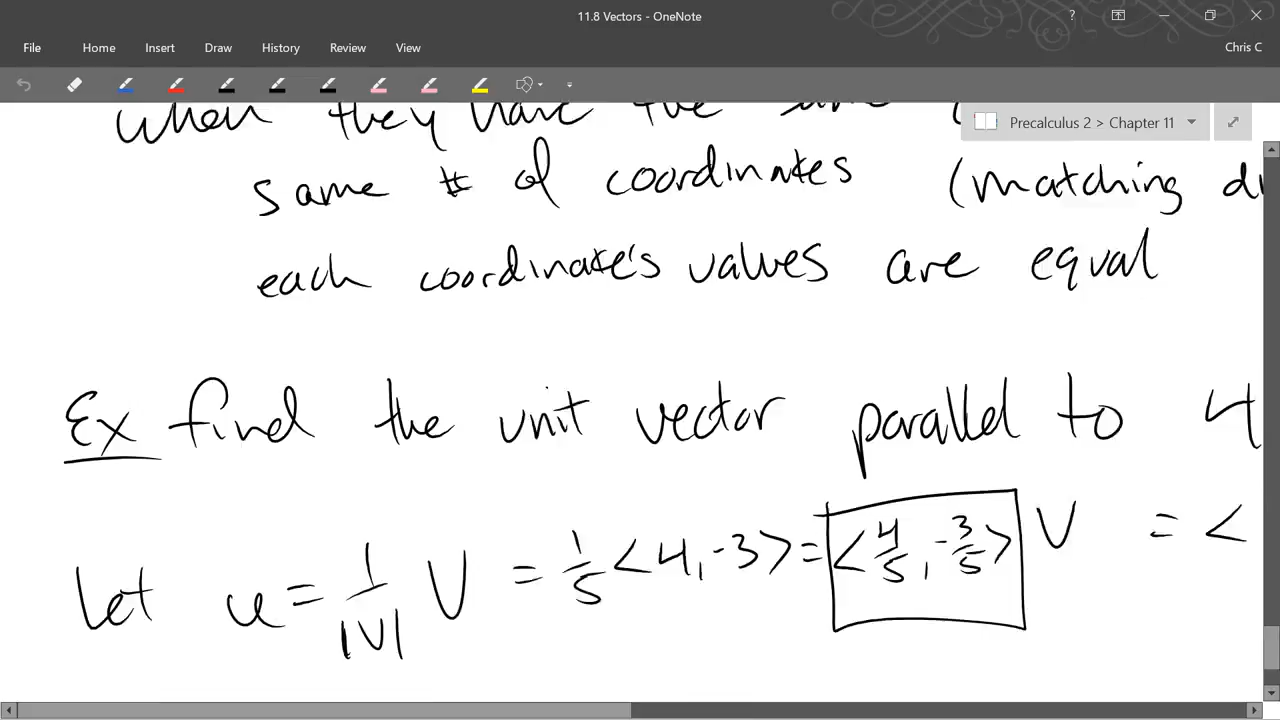 11.8 Vectors - OneNote
File Home Insert Draw History Review View Chris C
Precalculus 2 > Chapter 11
when they have the same
same # of coordinates (matching
each coordinate's values are equal
Ex find the unit vector parallel to 4
Let u = 1/|V| V = 1/5 <4, -3> = <4/5, -3/5> V = <